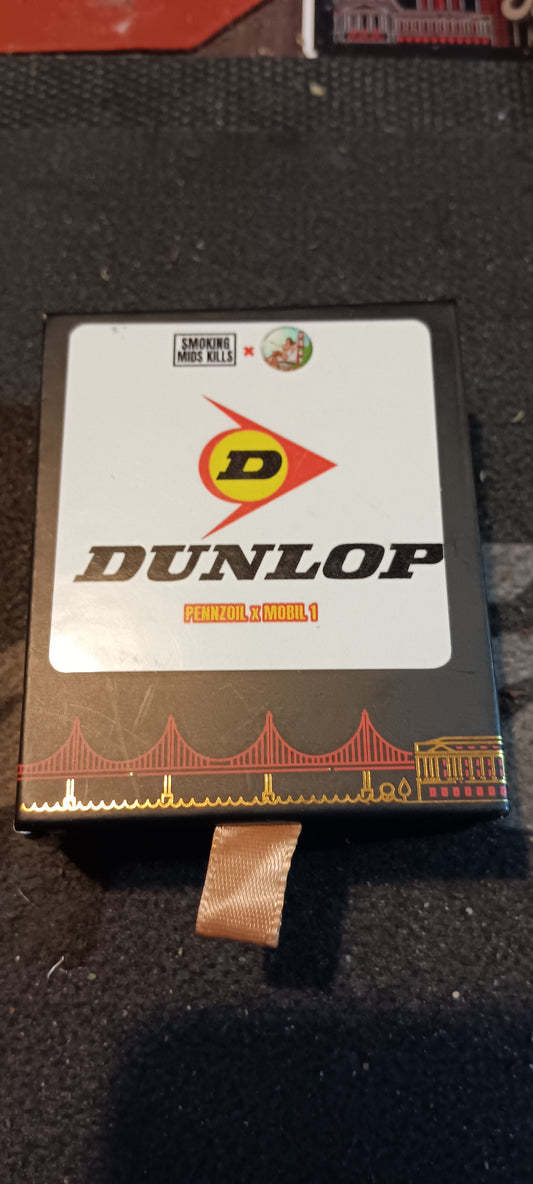 SMOKING
MIDS KILLS
x
D
DUNLOP
PENNZOIL x MOBIL 1